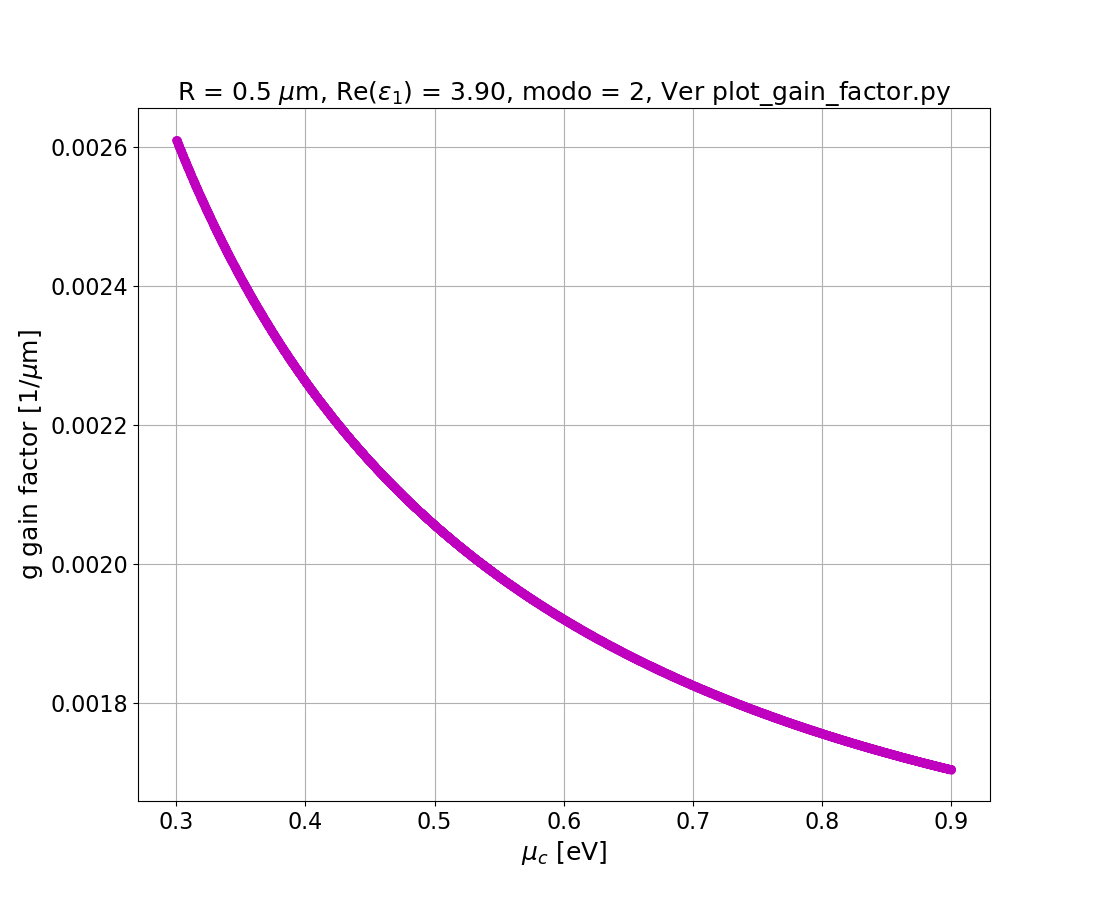 R = 0.5 μm, Re(ε₁) = 3.90, modo = 2, Ver plot_gain_factor.py
g gain factor [1/μm]
0.0026
0.0024
0.0022
0.0020
0.0018
0.3 0.4 0.5 0.6 0.7 0.8 0.9
μ_c [eV]